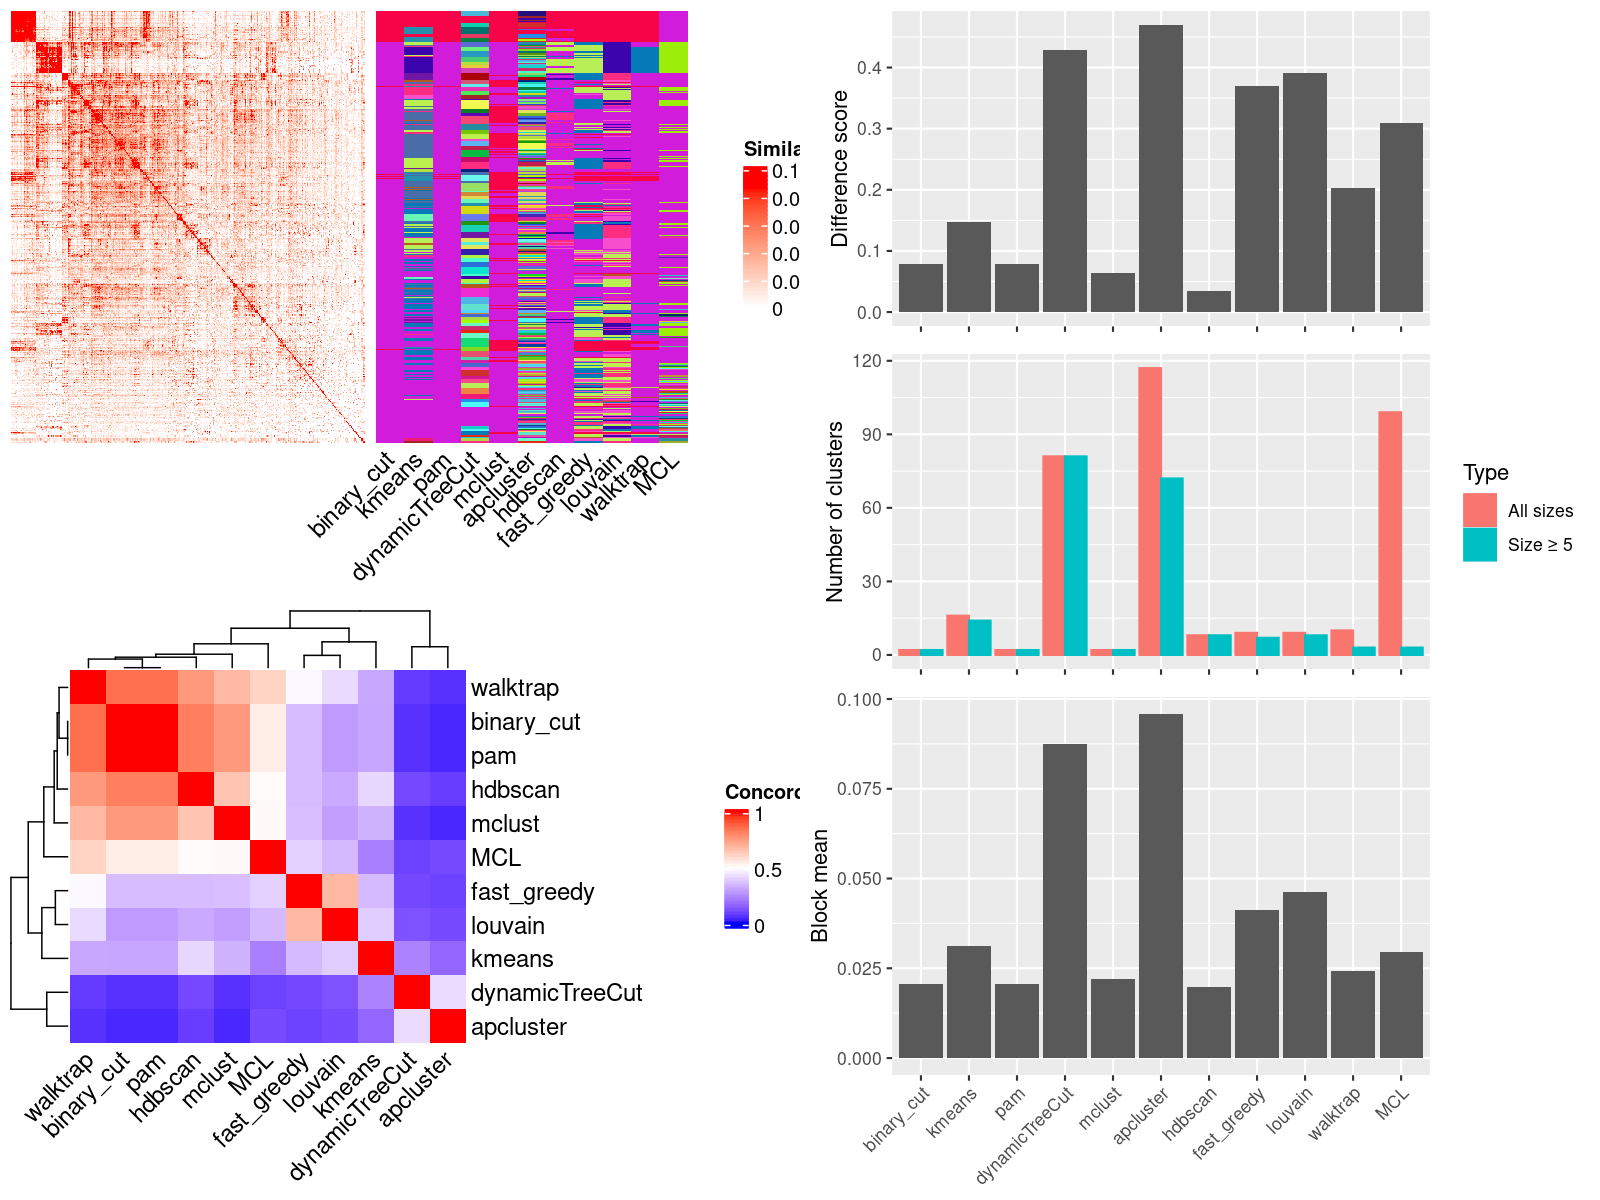 Simila
0.1
0.0
0.0
0.0
0.0
0
binary_cut
kmeans
pam
dynamicTreeCut
mclust
apcluster
hdbscan
fast_greedy
louvain
walktrap
MCL
walktrap
binary_cut
pam
hdbscan
mclust
MCL
fast_greedy
louvain
kmeans
dynamicTreeCut
apcluster
walktrap
binary_cut
pam
hdbscan
mclust
MCL
fast_greedy
louvain
kmeans
dynamicTreeCut
apcluster
Concord
1
0.5
0
Difference score
0.4
0.3
0.2
0.1
0.0
Number of clusters
120
90
60
30
0
Type
All sizes
Size ≥ 5
Block mean
0.100
0.075
0.050
0.025
0.000
binary_cut
kmeans
pam
dynamicTreeCut
mclust
apcluster
hdbscan
fast_greedy
louvain
walktrap
MCL